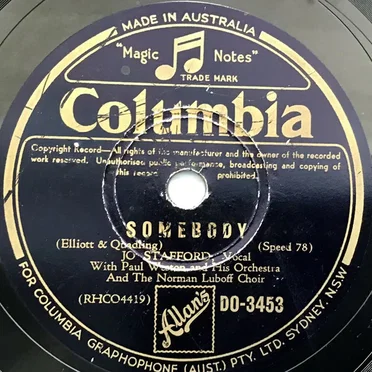 MADE IN AUSTRALIA
"Magic Notes"
TRADE MARK
Columbia
Copyright Record—All rights of the manufacturer and the owner of the recorded
work reserved. Unauthorised public performance, broadcasting and copying of
this record prohibited.
SOMEBODY
(Elliott & Quadling) (Speed 78)
JO STAFFORD, Vocal
With Paul Weston and His Orchestra
And The Norman Luboff Choir
(RHCO4419) Allan's DO-3453
FOR COLUMBIA GRAPHOPHONE (AUST.) PTY. LTD. SYDNEY. N.S.W.